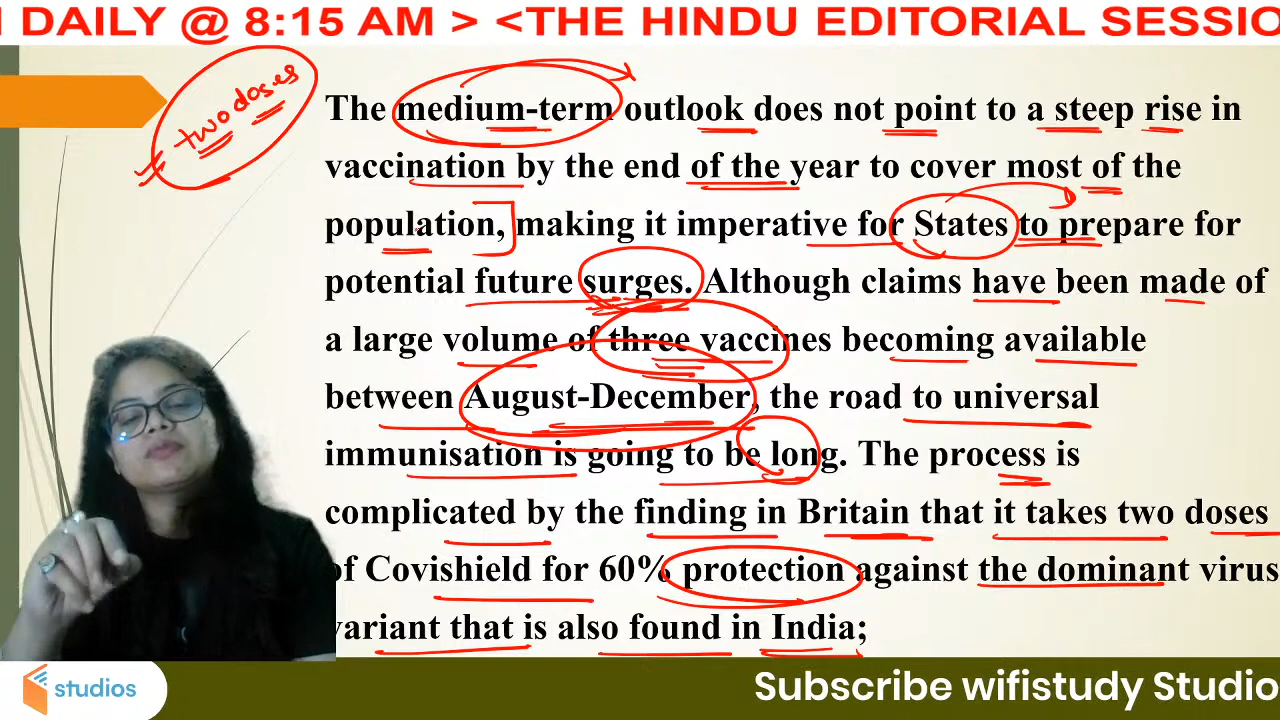 DAILY @ 8:15 AM > <THE HINDU EDITORIAL SESSIO
two doses
The medium-term outlook does not point to a steep rise in
vaccination by the end of the year to cover most of the
population, making it imperative for States to prepare for
potential future surges. Although claims have been made of
a large volume of three vaccines becoming available
between August-December, the road to universal
immunisation is going to be long. The process is
complicated by the finding in Britain that it takes two doses
of Covishield for 60% protection against the dominant virus
variant that is also found in India;
studios
Subscribe wifistudy Studio